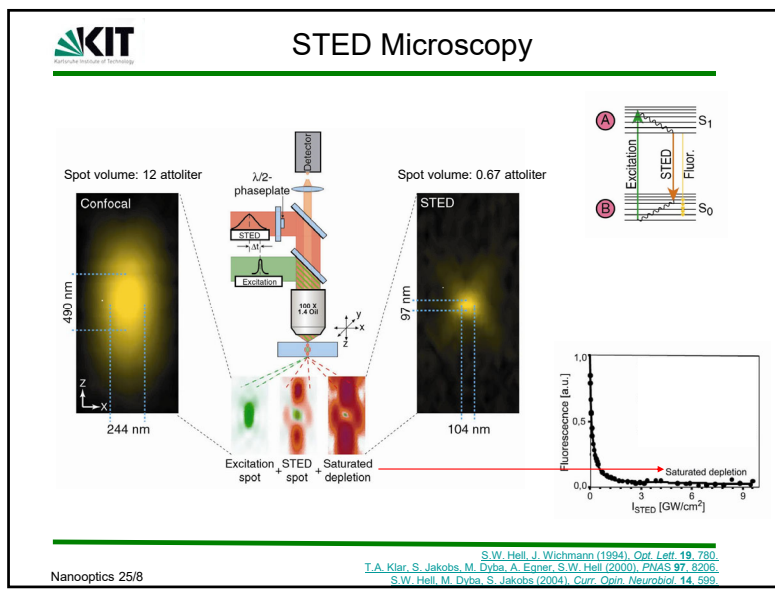 KIT
Karlsruhe Institute of Technology
STED Microscopy
Spot volume: 12 attoliter
Confocal
490 nm
Z
X
244 nm
Detector
λ/2-
phaseplate
STED
Δt
Excitation
100 X
1.4 Oil
y
x
z
Excitation
spot
+
STED
spot
+
Saturated
depletion
Spot volume: 0.67 attoliter
STED
97 nm
104 nm
A
S1
Excitation
STED
Fluor.
B
S0
Fluorescecnce [a.u.]
1,0
0,5
0,0
Saturated depletion
0
3
6
9
ISTED [GW/cm²]
S.W. Hell, J. Wichmann (1994), Opt. Lett. 19, 780.
T.A. Klar, S. Jakobs, M. Dyba, A. Egner, S.W. Hell (2000), PNAS 97, 8206.
S.W. Hell, M. Dyba, S. Jakobs (2004), Curr. Opin. Neurobiol. 14, 599.
Nanooptics 25/8